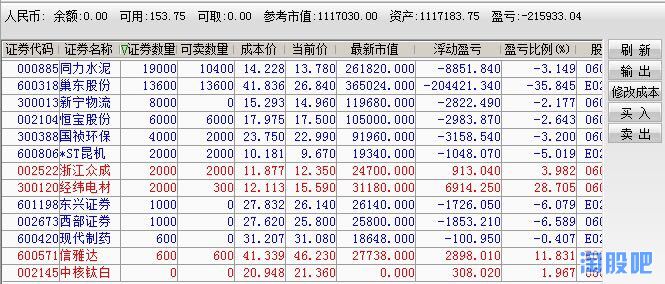 人民币: 余额:0.00 可用:153.75 可取:0.00 参考市值:1117030.00 资产:1117183.75 盈亏:-215933.04
证券代码 证券名称 证券数量 可卖数量 成本价 当前价 最新市值 浮动盈亏 盈亏比例(%) 股 刷 新
000885 同力水泥 19000 10400 14.228 13.780 261820.000 -8851.840 -3.149 060 输 出
600318 巢东股份 13600 13600 41.836 26.840 365024.000 -204421.340 -35.845 E02
300013 新宁物流 8000 0 15.293 14.960 119680.000 -2822.490 -2.177 060 修改成本
002104 恒宝股份 6000 6000 17.975 17.500 105000.000 -2983.870 -2.643 060 买 入
300388 国祯环保 4000 4000 23.750 22.990 91960.000 -3158.540 -3.200 060 卖 出
600806 *ST昆机 2000 2000 10.181 9.670 19340.000 -1048.070 -5.019 E02
002522 浙江众成 2000 2000 11.877 12.350 24700.000 913.040 3.982 060
300120 经纬电材 2000 300 12.113 15.590 31180.000 6914.250 28.705 060
601198 东兴证券 1000 0 27.832 26.140 26140.000 -1726.050 -6.079 E02
002673 西部证券 1000 0 27.620 25.800 25800.000 -1853.210 -6.589 060
600420 现代制药 600 0 31.207 31.080 18648.000 -100.950 -0.407 E02
600571 信雅达 600 600 41.339 46.230 27738.000 2898.010 11.831
002145 中核钛白 0 0 20.948 21.360 0.000 308.020 1.967
淘股吧